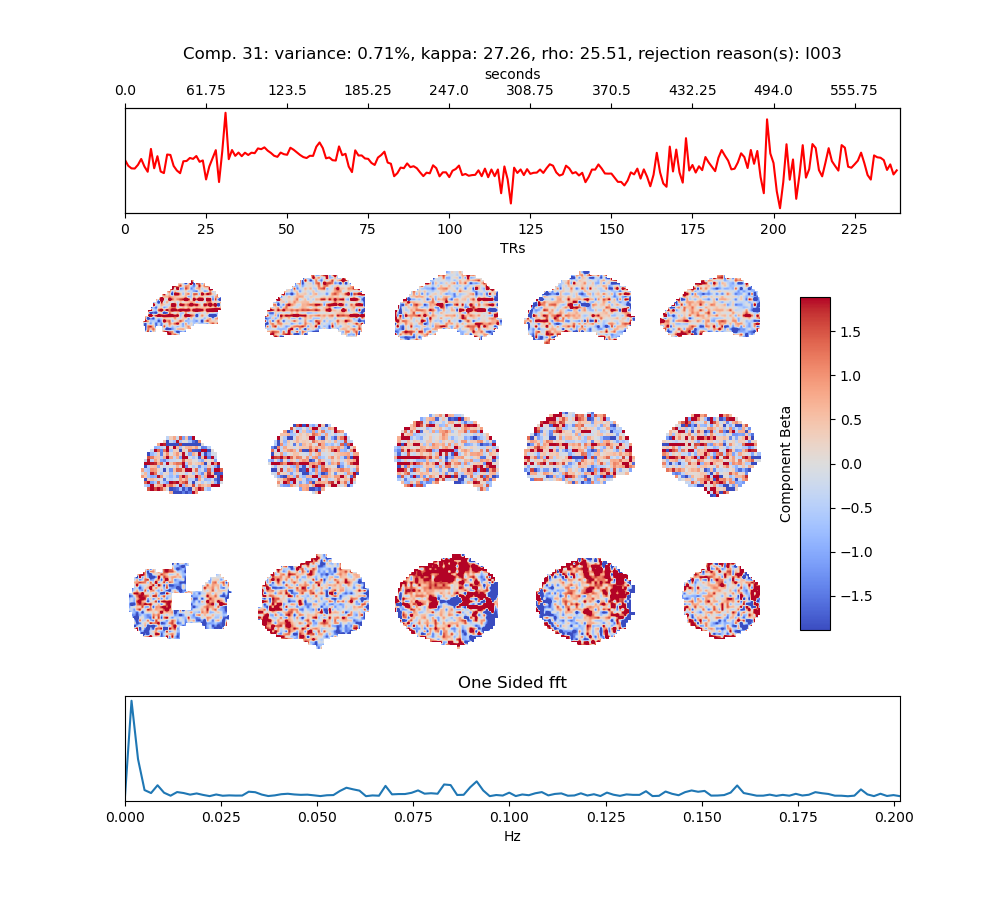 Comp. 31: variance: 0.71%, kappa: 27.26, rho: 25.51, rejection reason(s): I003
seconds
0.0 61.75 123.5 185.25 247.0 308.75 370.5 432.25 494.0 555.75
0 25 50 75 100 125 150 175 200 225
TRs
1.5
1.0
0.5
0.0
−0.5
−1.0
−1.5
Component Beta
One Sided fft
0.000 0.025 0.050 0.075 0.100 0.125 0.150 0.175 0.200
Hz